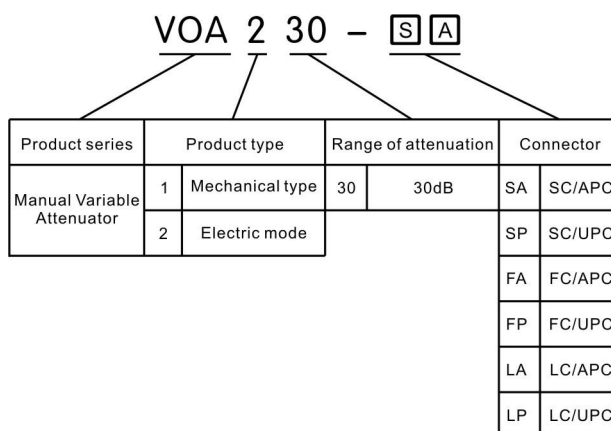 VOA 2 30 – S A
Product series Product type Range of attenuation Connector
Manual Variable Attenuator
1 Mechanical type 30 30dB SA SC/APC
2 Electric mode SP SC/UPC
FA FC/APC
FP FC/UPC
LA LC/APC
LP LC/UPC